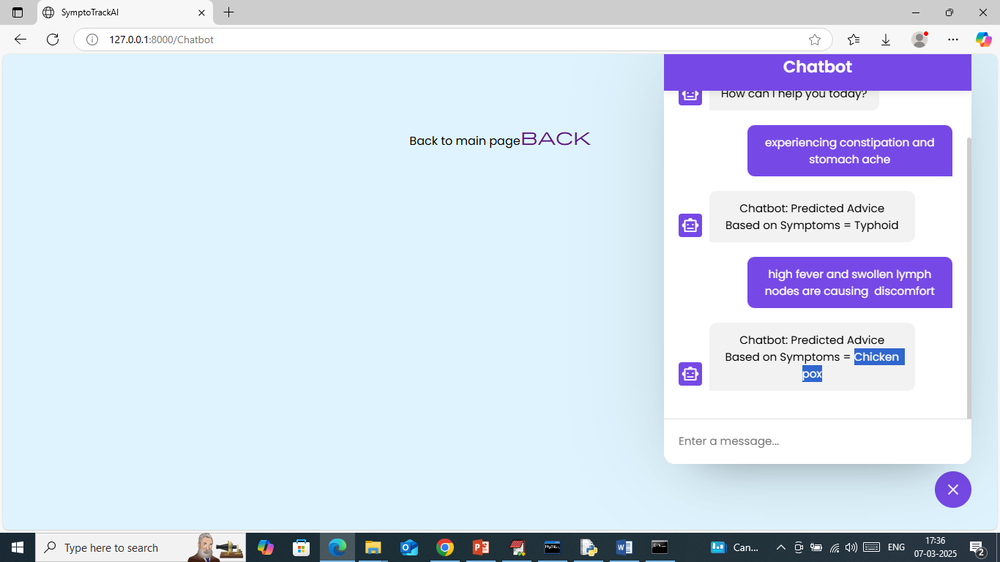 SymptoTrackAI
127.0.0.1:8000/Chatbot
Chatbot
How can I help you today?
Back to main pageBACK
experiencing constipation and
stomach ache
Chatbot: Predicted Advice
Based on Symptoms = Typhoid
high fever and swollen lymph
nodes are causing  discomfort
Chatbot: Predicted Advice
Based on Symptoms = Chicken
pox
Enter a message...
Type here to search
Can...
ENG
17:36
07-03-2025
2